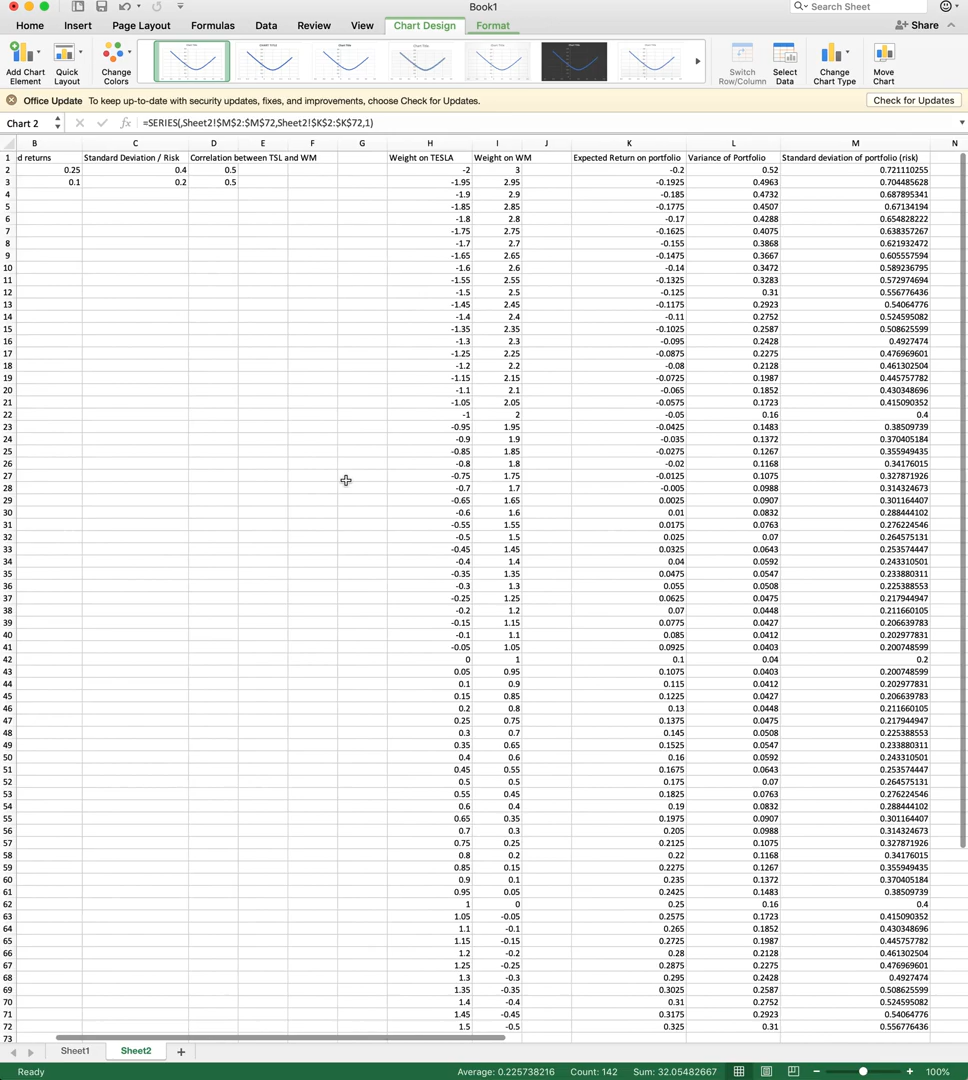 Book1
Search Sheet
Home Insert Page Layout Formulas Data Review View Chart Design Format Share
Add Chart Element Quick Layout Change Colors Switch Row/Column Select Data Change Chart Type Move Chart
Office Update To keep up-to-date with security updates, fixes, and improvements, choose Check for Updates. Check for Updates
Chart 2 fx =SERIES(,Sheet2!$M$2:$M$72,Sheet2!$K$2:$K$72,1)
B C D E F G H I J K L M N
1 d returns Standard Deviation / Risk Correlation between TSL and WM Weight on TESLA Weight on WM Expected Return on portfolio Variance of Portfolio Standard deviation of portfolio (risk)
2 0.25 0.4 0.5 -2 3 -0.2 0.52 0.721110255
3 0.1 0.2 0.5 -1.95 2.95 -0.1925 0.4963 0.704485628
4 -1.9 2.9 -0.185 0.4732 0.687895341
5 -1.85 2.85 -0.1775 0.4507 0.67134194
6 -1.8 2.8 -0.17 0.4288 0.654828222
7 -1.75 2.75 -0.1625 0.4075 0.638357267
8 -1.7 2.7 -0.155 0.3868 0.621932472
9 -1.65 2.65 -0.1475 0.3667 0.605557594
10 -1.6 2.6 -0.14 0.3472 0.589236795
11 -1.55 2.55 -0.1325 0.3283 0.572974694
12 -1.5 2.5 -0.125 0.31 0.556776436
13 -1.45 2.45 -0.1175 0.2923 0.54064776
14 -1.4 2.4 -0.11 0.2752 0.524595082
15 -1.35 2.35 -0.1025 0.2587 0.508625599
16 -1.3 2.3 -0.095 0.2428 0.4927474
17 -1.25 2.25 -0.0875 0.2275 0.476969601
18 -1.2 2.2 -0.08 0.2128 0.461302504
19 -1.15 2.15 -0.0725 0.1987 0.445757782
20 -1.1 2.1 -0.065 0.1852 0.430348696
21 -1.05 2.05 -0.0575 0.1723 0.415090352
22 -1 2 -0.05 0.16 0.4
23 -0.95 1.95 -0.0425 0.1483 0.38509739
24 -0.9 1.9 -0.035 0.1372 0.370405184
25 -0.85 1.85 -0.0275 0.1267 0.355949435
26 -0.8 1.8 -0.02 0.1168 0.34176015
27 -0.75 1.75 -0.0125 0.1075 0.327871926
28 -0.7 1.7 -0.005 0.0988 0.314324673
29 -0.65 1.65 0.0025 0.0907 0.301164407
30 -0.6 1.6 0.01 0.0832 0.288444102
31 -0.55 1.55 0.0175 0.0763 0.276224546
32 -0.5 1.5 0.025 0.07 0.264575131
33 -0.45 1.45 0.0325 0.0643 0.253574447
34 -0.4 1.4 0.04 0.0592 0.243310501
35 -0.35 1.35 0.0475 0.0547 0.233880311
36 -0.3 1.3 0.055 0.0508 0.225388553
37 -0.25 1.25 0.0625 0.0475 0.217944947
38 -0.2 1.2 0.07 0.0448 0.211660105
39 -0.15 1.15 0.0775 0.0427 0.206639783
40 -0.1 1.1 0.085 0.0412 0.202977831
41 -0.05 1.05 0.0925 0.0403 0.200748599
42 0 1 0.1 0.04 0.2
43 0.05 0.95 0.1075 0.0403 0.200748599
44 0.1 0.9 0.115 0.0412 0.202977831
45 0.15 0.85 0.1225 0.0427 0.206639783
46 0.2 0.8 0.13 0.0448 0.211660105
47 0.25 0.75 0.1375 0.0475 0.217944947
48 0.3 0.7 0.145 0.0508 0.225388553
49 0.35 0.65 0.1525 0.0547 0.233880311
50 0.4 0.6 0.16 0.0592 0.243310501
51 0.45 0.55 0.1675 0.0643 0.253574447
52 0.5 0.5 0.175 0.07 0.264575131
53 0.55 0.45 0.1825 0.0763 0.276224546
54 0.6 0.4 0.19 0.0832 0.288444102
55 0.65 0.35 0.1975 0.0907 0.301164407
56 0.7 0.3 0.205 0.0988 0.314324673
57 0.75 0.25 0.2125 0.1075 0.327871926
58 0.8 0.2 0.22 0.1168 0.34176015
59 0.85 0.15 0.2275 0.1267 0.355949435
60 0.9 0.1 0.235 0.1372 0.370405184
61 0.95 0.05 0.2425 0.1483 0.38509739
62 1 0 0.25 0.16 0.4
63 1.05 -0.05 0.2575 0.1723 0.415090352
64 1.1 -0.1 0.265 0.1852 0.430348696
65 1.15 -0.15 0.2725 0.1987 0.445757782
66 1.2 -0.2 0.28 0.2128 0.461302504
67 1.25 -0.25 0.2875 0.2275 0.476969601
68 1.3 -0.3 0.295 0.2428 0.4927474
69 1.35 -0.35 0.3025 0.2587 0.508625599
70 1.4 -0.4 0.31 0.2752 0.524595082
71 1.45 -0.45 0.3175 0.2923 0.54064776
72 1.5 -0.5 0.325 0.31 0.556776436
73
Sheet1 Sheet2 +
Ready Average: 0.225738216 Count: 142 Sum: 32.05482667 100%